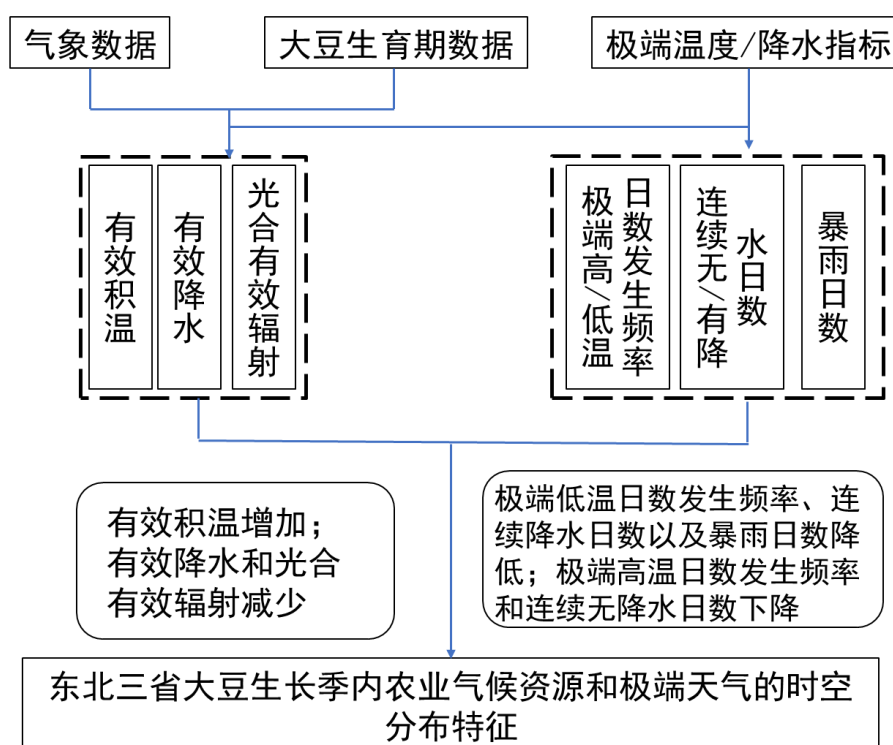 气象数据
大豆生育期数据
极端温度/降水指标
有效积温
有效降水
光合有效辐射
极端高/低温
日数发生频率
连续无/有降
水日数
暴雨日数
有效积温增加；
有效降水和光合
有效辐射减少
极端低温日数发生频率、连
续降水日数以及暴雨日数降
低；极端高温日数发生频率
和连续无降水日数下降
东北三省大豆生长季内农业气候资源和极端天气的时空
分布特征